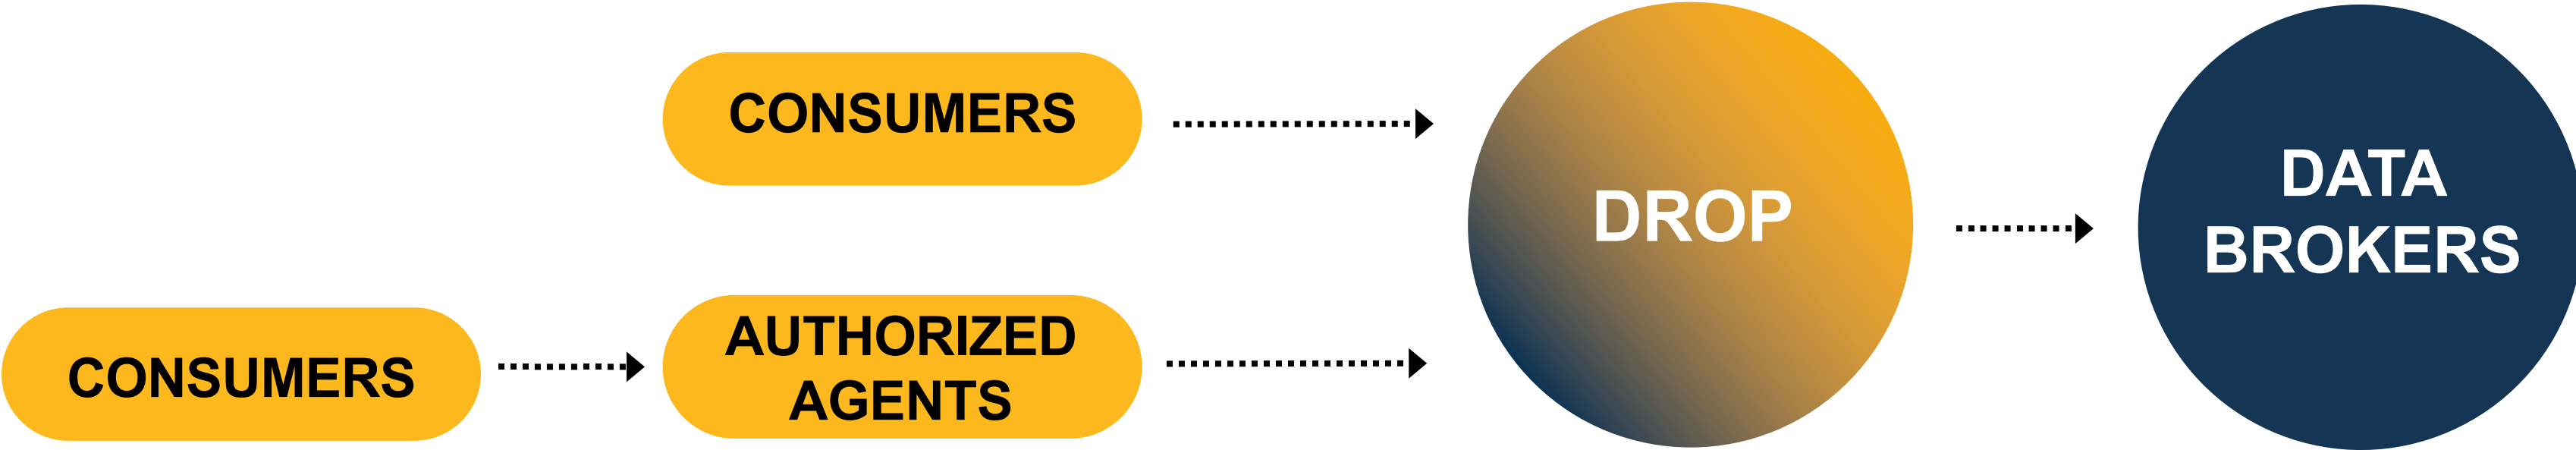 CONSUMERS
CONSUMERS
AUTHORIZED
AGENTS
DROP
DATA
BROKERS